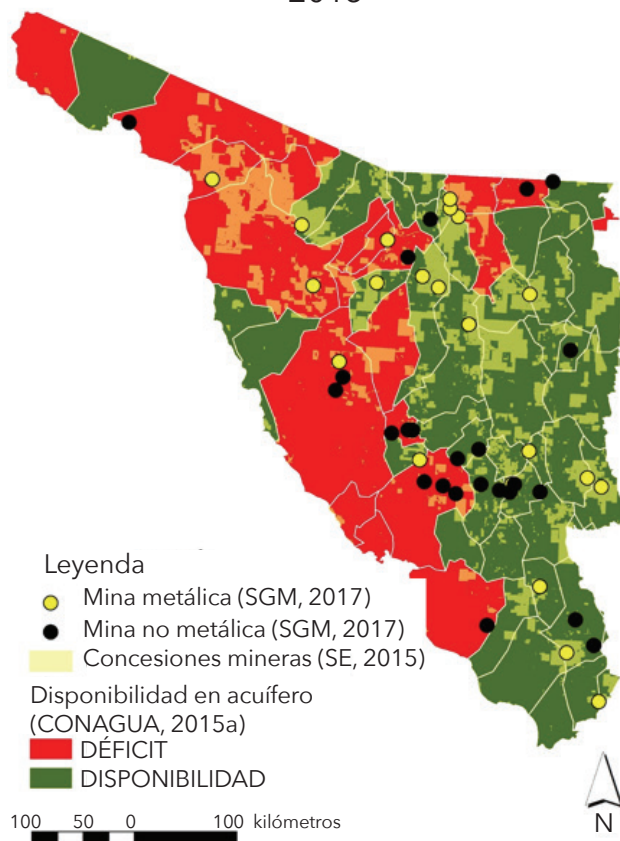 Leyenda
Mina metálica (SGM, 2017)
Mina no metálica (SGM, 2017)
Concesiones mineras (SE, 2015)
Disponibilidad en acuífero
(CONAGUA, 2015a)
DÉFICIT
DISPONIBILIDAD
100 50 0 100 kilómetros
N